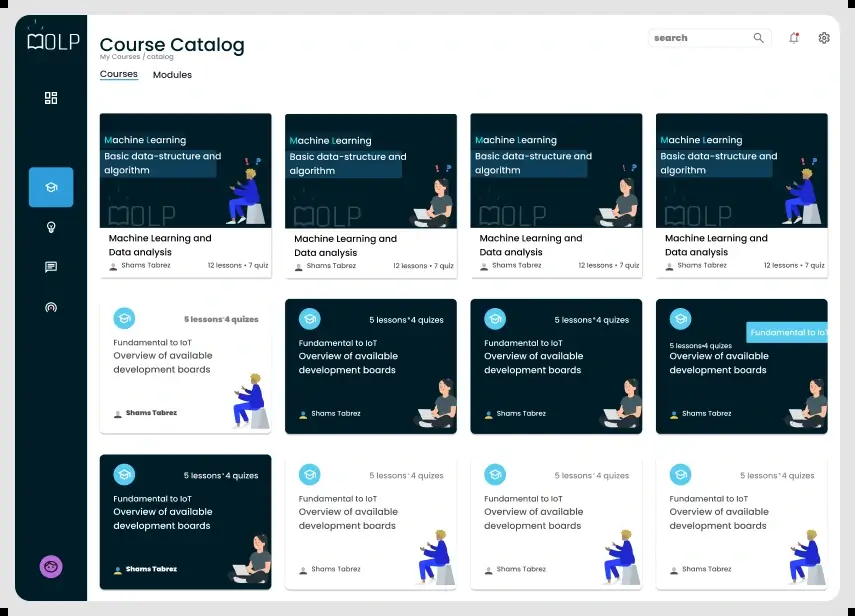 MOLP
Course Catalog
My Courses / catalog
search
Courses Modules
Machine Learning
Basic data-structure and
algorithm
MOLP
Machine Learning and
Data analysis
Shams Tabrez 12 lessons • 7 quiz
Machine Learning
Basic data-structure and
algorithm
MOLP
Machine Learning and
Data analysis
Shams Tabrez 12 lessons • 7 quiz
Machine Learning
Basic data-structure and
algorithm
MOLP
Machine Learning and
Data analysis
Shams Tabrez 12 lessons • 7 quiz
Machine Learning
Basic data-structure and
algorithm
MOLP
Machine Learning and
Data analysis
Shams Tabrez 12 lessons • 7 quiz
5 lessons*4 quizes
Fundamental to IoT
Overview of available
development boards
Shams Tabrez
5 lessons*4 quizes
Fundamental to IoT
Overview of available
development boards
Shams Tabrez
5 lessons*4 quizes
Fundamental to IoT
Overview of available
development boards
Shams Tabrez
Fundamental to IoT
5 lessons*4 quizes
Overview of available
development boards
Shams Tabrez
5 lessons*4 quizes
Fundamental to IoT
Overview of available
development boards
Shams Tabrez
5 lessons*4 quizes
Fundamental to IoT
Overview of available
development boards
Shams Tabrez
5 lessons*4 quizes
Fundamental to IoT
Overview of available
development boards
Shams Tabrez
5 lessons*4 quizes
Fundamental to IoT
Overview of available
development boards
Shams Tabrez